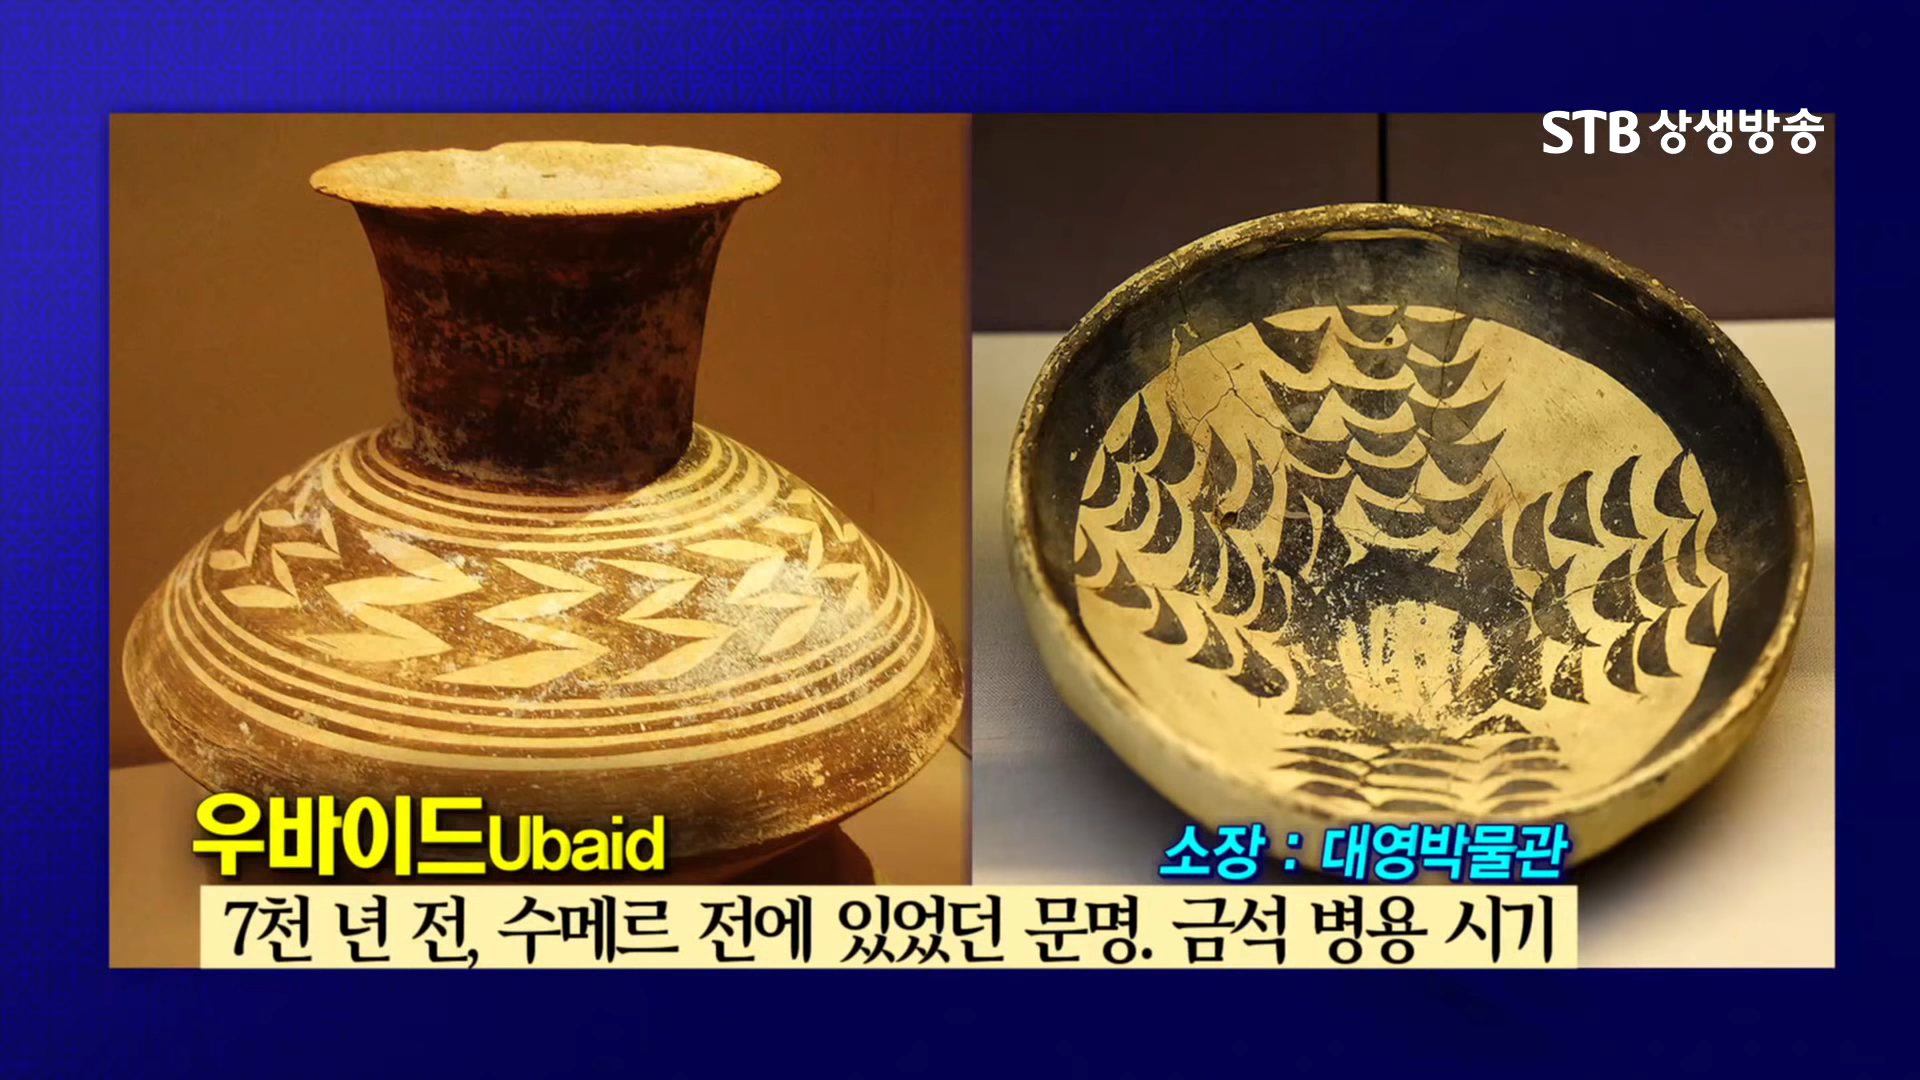 STB 상생방송
우바이드Ubaid
소장 : 대영박물관
7천 년 전, 수메르 전에 있었던 문명. 금석 병용 시기